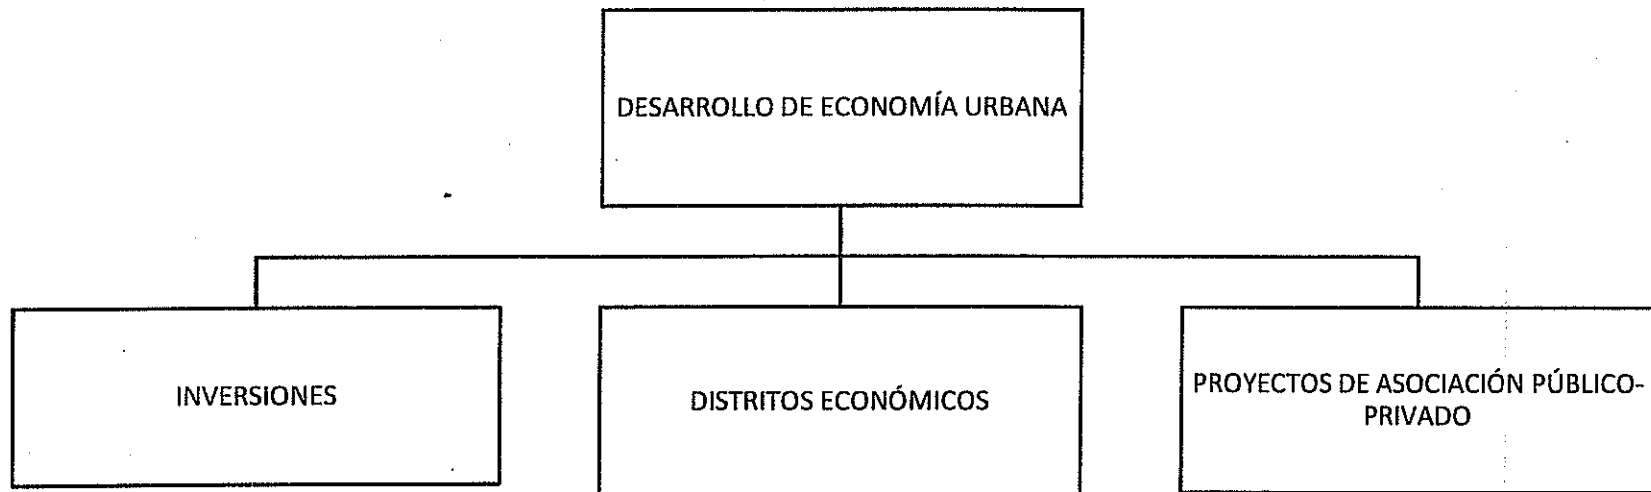 DESARROLLO DE ECONOMÍA URBANA
INVERSIONES
DISTRITOS ECONÓMICOS
PROYECTOS DE ASOCIACIÓN PÚBLICO-
PRIVADO